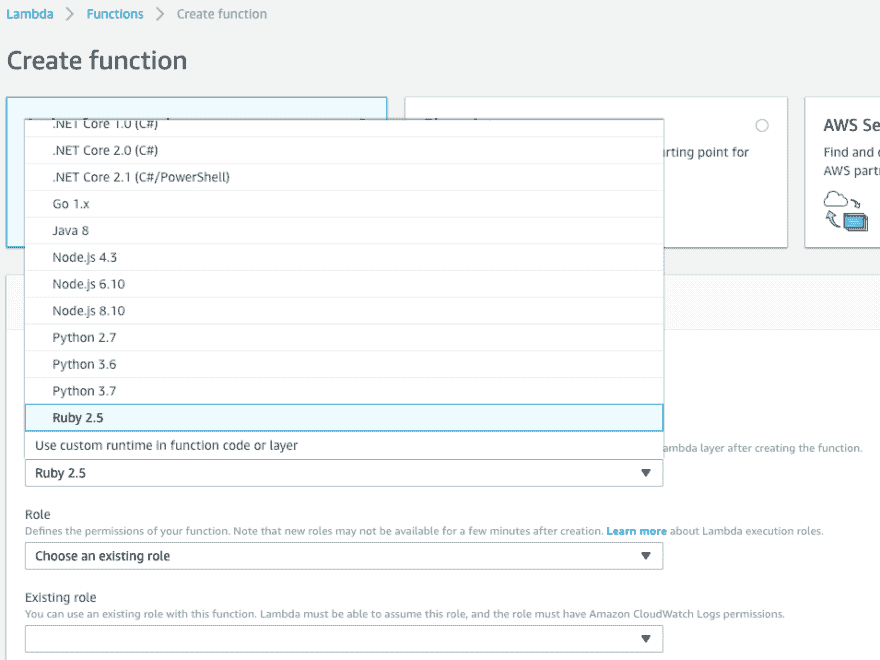 Lambda > Functions > Create function
Create function
.NET Core 1.0 (C#)
.NET Core 2.0 (C#)
.NET Core 2.1 (C#/PowerShell)
Go 1.x
Java 8
Node.js 4.3
Node.js 6.10
Node.js 8.10
Python 2.7
Python 3.6
Python 3.7
Ruby 2.5
Use custom runtime in function code or layer
Ruby 2.5
rting point for
AWS Se
Find and
AWS part
ambda layer after creating the function.
Role
Defines the permissions of your function. Note that new roles may not be available for a few minutes after creation. Learn more about Lambda execution roles.
Choose an existing role
Existing role
You can use an existing role with this function. Lambda must be able to assume this role, and the role must have Amazon CloudWatch Logs permissions.